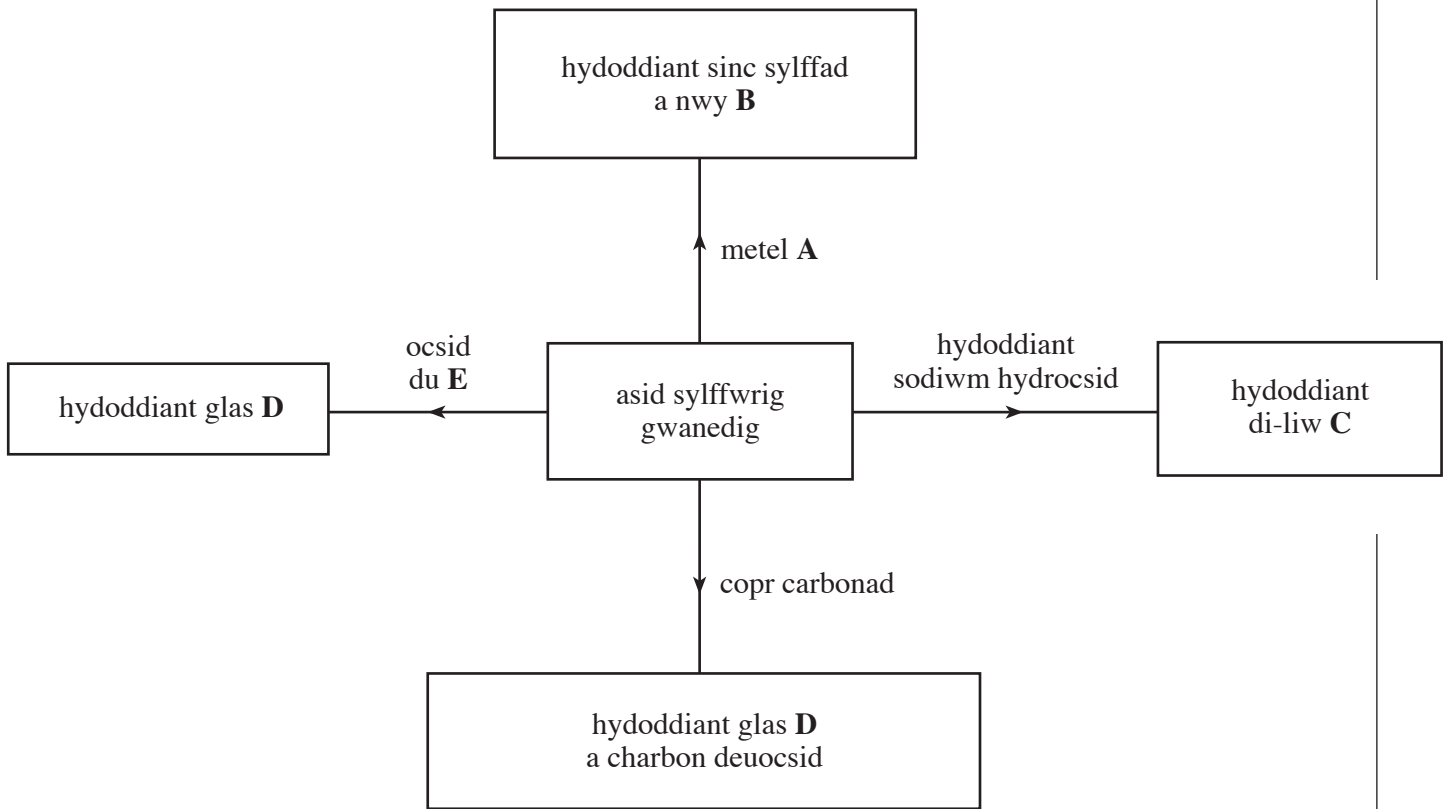 hydoddiant sinc sylffad
a nwy B
metel A
ocsid
du E
hydoddiant
sodiwm hydrocsid
hydoddiant glas D
asid sylffwrig
gwanedig
hydoddiant
di-liw C
copr carbonad
hydoddiant glas D
a charbon deuocsid